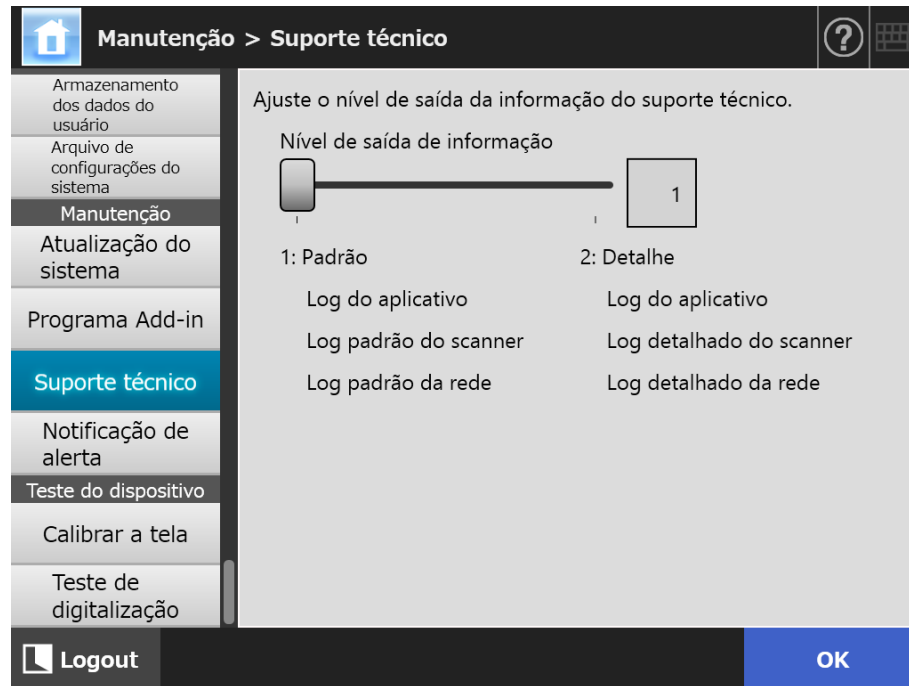 Manutenção > Suporte técnico
?
Armazenamento
dos dados do
usuário
Arquivo de
configurações do
sistema
Manutenção
Atualização do
sistema
Programa Add-in
Suporte técnico
Notificação de
alerta
Teste do dispositivo
Calibrar a tela
Teste de
digitalização
Ajuste o nível de saída da informação do suporte técnico.
Nível de saída de informação
1
1: Padrão
Log do aplicativo
Log padrão do scanner
Log padrão da rede
2: Detalhe
Log do aplicativo
Log detalhado do scanner
Log detalhado da rede
Logout
OK